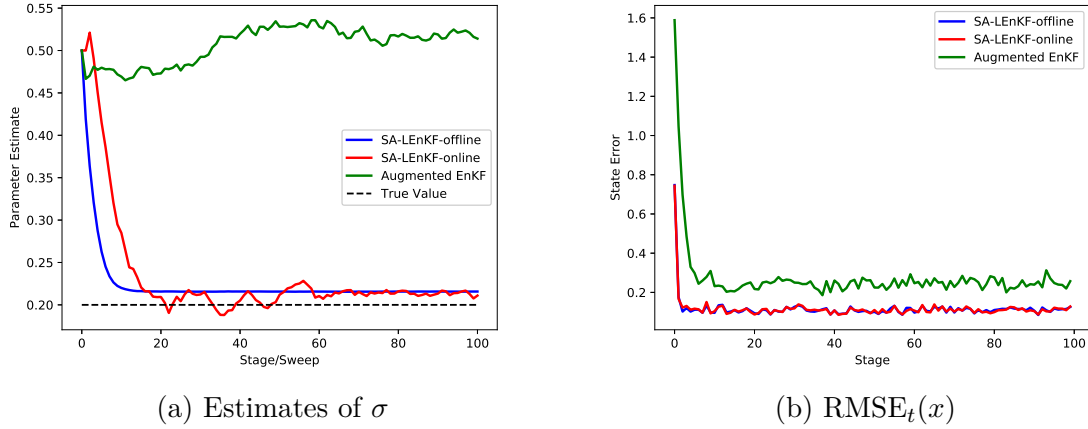 0.55
0.50
0.45
0.40
0.35
0.30
0.25
0.20
Parameter Estimate
SA-LEnKF-offline
SA-LEnKF-online
Augmented EnKF
True Value
0 20 40 60 80 100
Stage/Sweep
(a) Estimates of σ
1.6
1.4
1.2
1.0
0.8
0.6
0.4
0.2
State Error
SA-LEnKF-offline
SA-LEnKF-online
Augmented EnKF
0 20 40 60 80 100
Stage
(b) RMSEₜ(x)